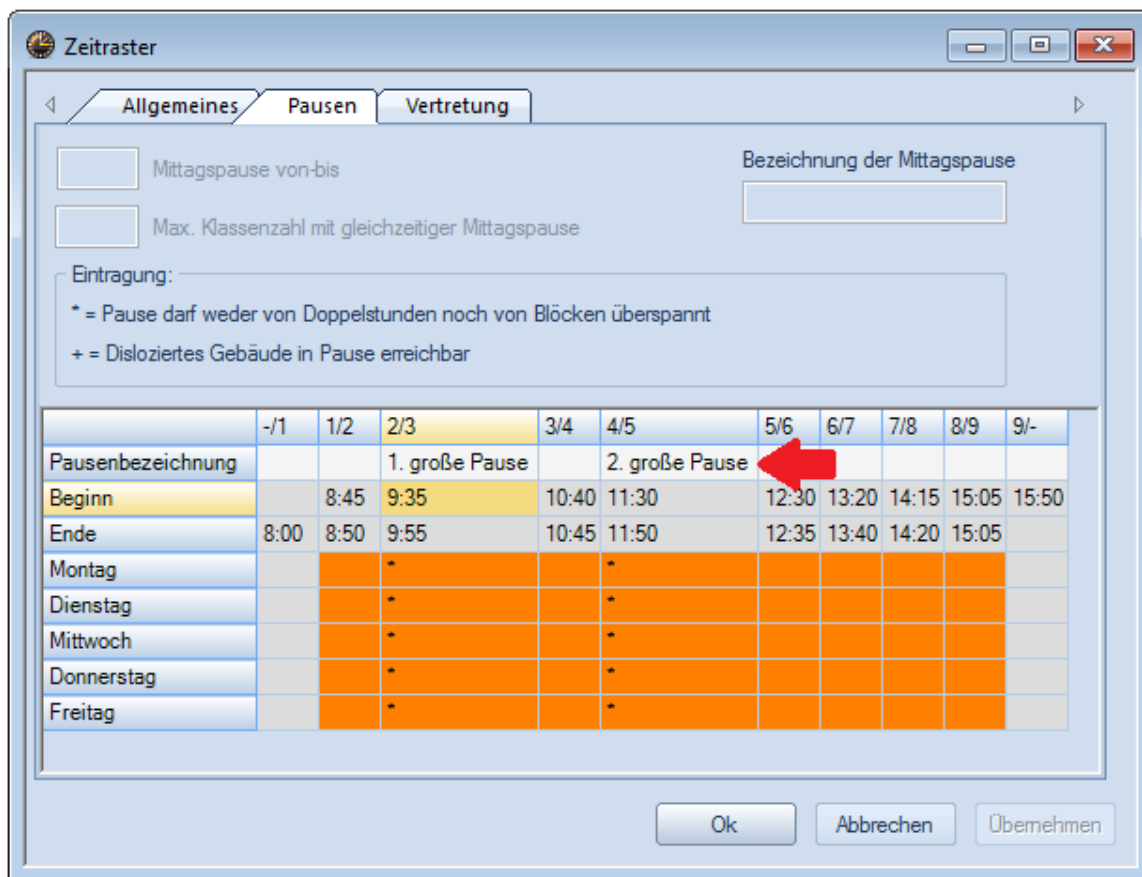 Zeitraster
Allgemeines Pausen Vertretung
Mittagspause von-bis
Bezeichnung der Mittagspause
Max. Klassenzahl mit gleichzeitiger Mittagspause
Eintragung:
* = Pause darf weder von Doppelstunden noch von Blöcken überspannt
+ = Disloziertes Gebäude in Pause erreichbar
-/1 1/2 2/3 3/4 4/5 5/6 6/7 7/8 8/9 9/-
Pausenbezeichnung 1. große Pause 2. große Pause
Beginn 8:45 9:35 10:40 11:30 12:30 13:20 14:15 15:05 15:50
Ende 8:00 8:50 9:55 10:45 11:50 12:35 13:40 14:20 15:05
Montag * *
Dienstag * *
Mittwoch * *
Donnerstag * *
Freitag * *
Ok Abbrechen Übernehmen